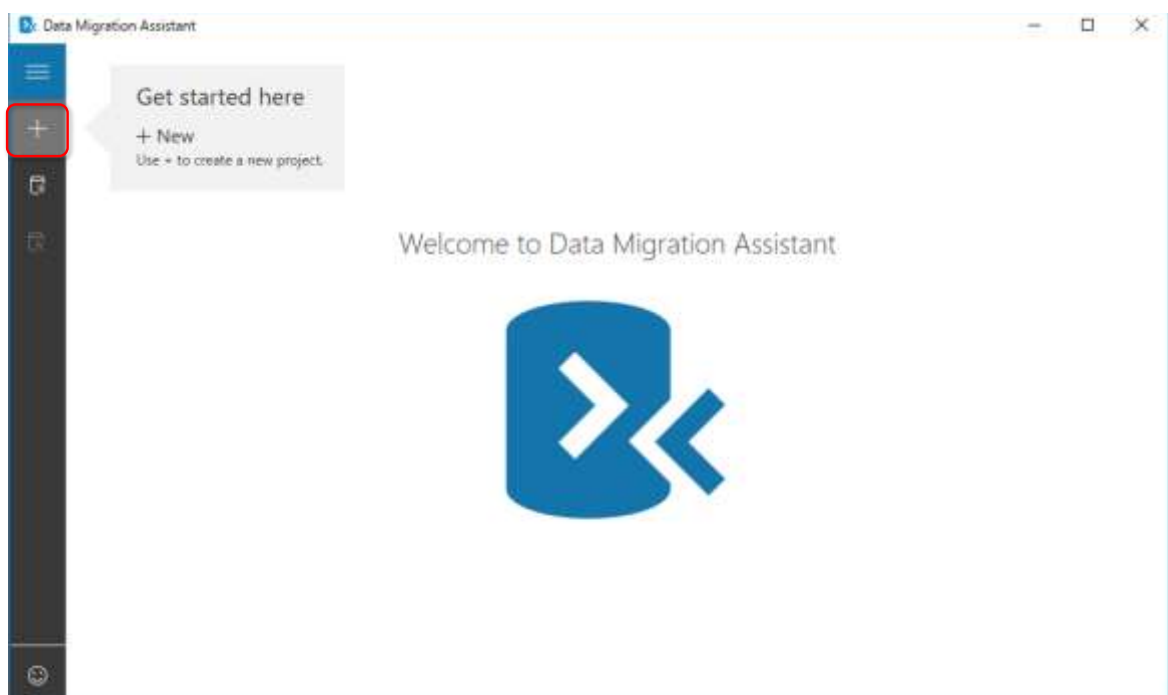 Data Migration Assistant
Get started here
+ New
Use + to create a new project.
Welcome to Data Migration Assistant